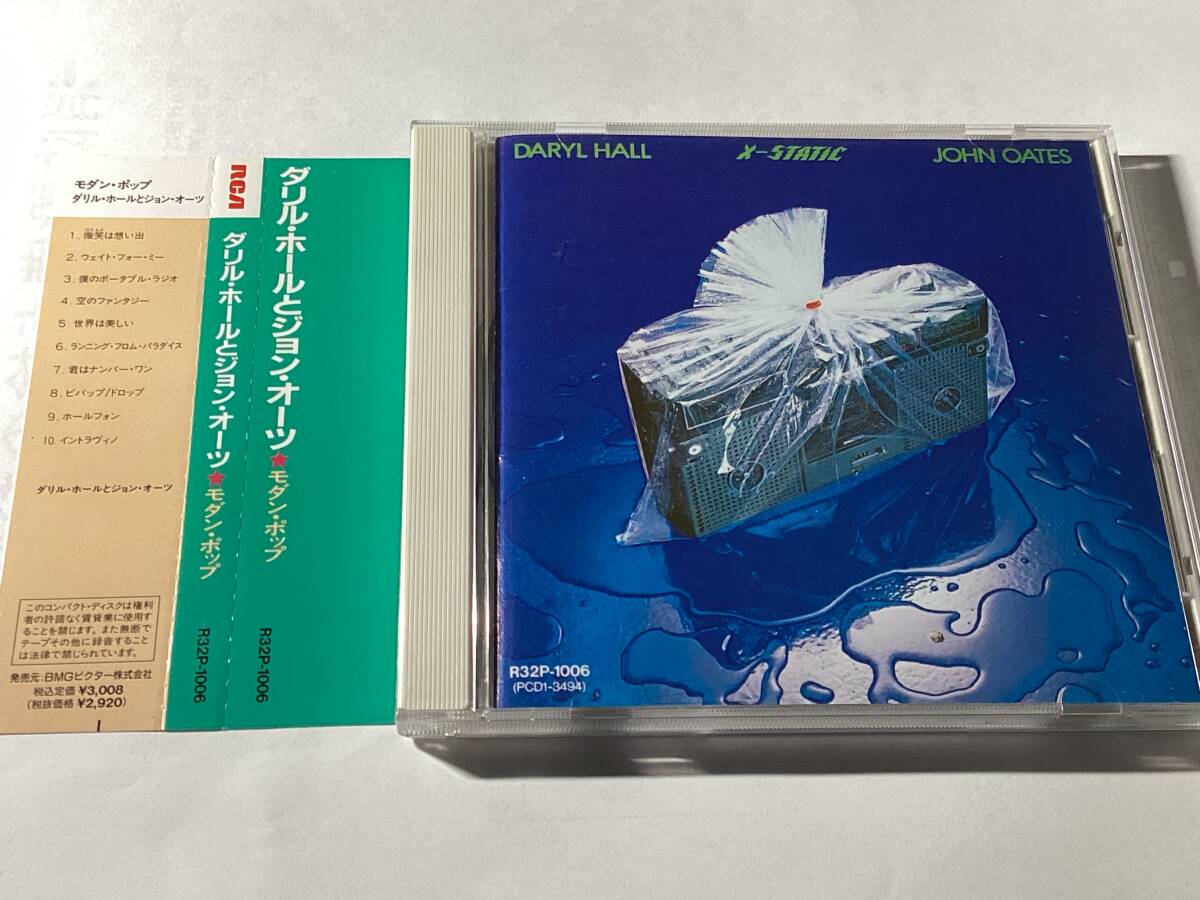 モダン・ポップ
ダリル・ホールとジョン・オーツ
1. 微笑は想い出
2. ウェイト・フォー・ミー
3. 僕のポータブル・ラジオ
4. 空のファンタジー
5. 世界は美しい
6. ランニング・フロム・パラダイス
7. 君はナンバー・ワン
8. ビバップ/ドロップ
9. ホールフォン
10. イントラヴィノ
ダリル・ホールとジョン・オーツ
このコンパクト・ディスクは権利
者の許諾なく賃貸業に使用す
ることを禁じます。また無断で
テープその他に録音すること
は法律で禁じられています。
発売元:BMGビクター株式会社
税込定価 ¥3,008
(税抜価格 ¥2,920)
RCA
ダリル・ホールとジョン・オーツ★モダン・ポップ
R32P-1006
ダリル・ホールとジョン・オーツ★モダン・ポップ
R32P-1006
DARYL HALL
X-STATIC
JOHN OATES
R32P-1006
(PCD1-3494)